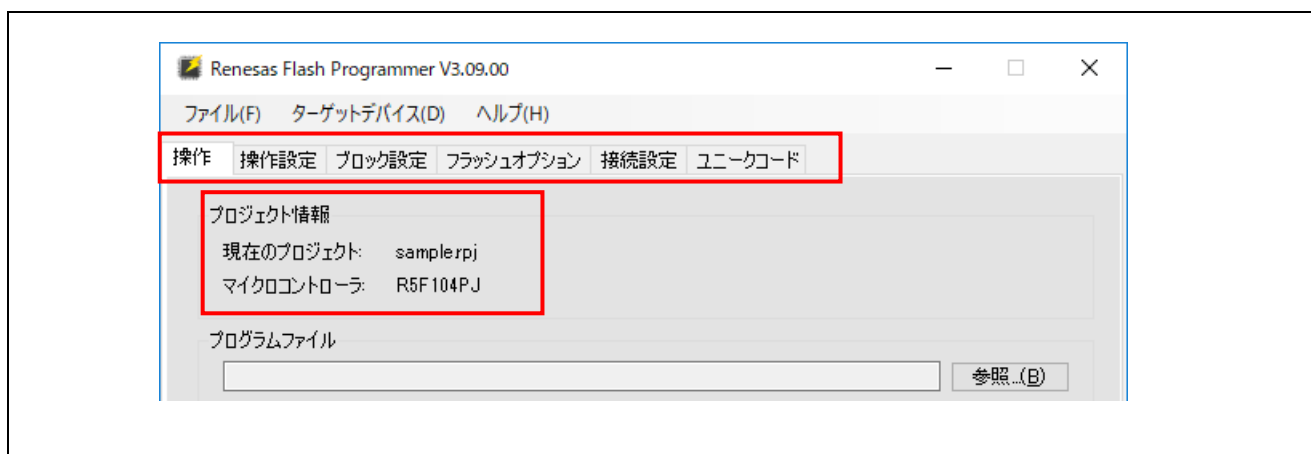 Renesas Flash Programmer V3.09.00
ファイル(F) ターゲットデバイス(D) ヘルプ(H)
操作 操作設定 ブロック設定 フラッシュオプション 接続設定 ユニークコード
プロジェクト情報
現在のプロジェクト: sample.rpj
マイクロコントローラ: R5F104PJ
プログラムファイル
参照...(B)